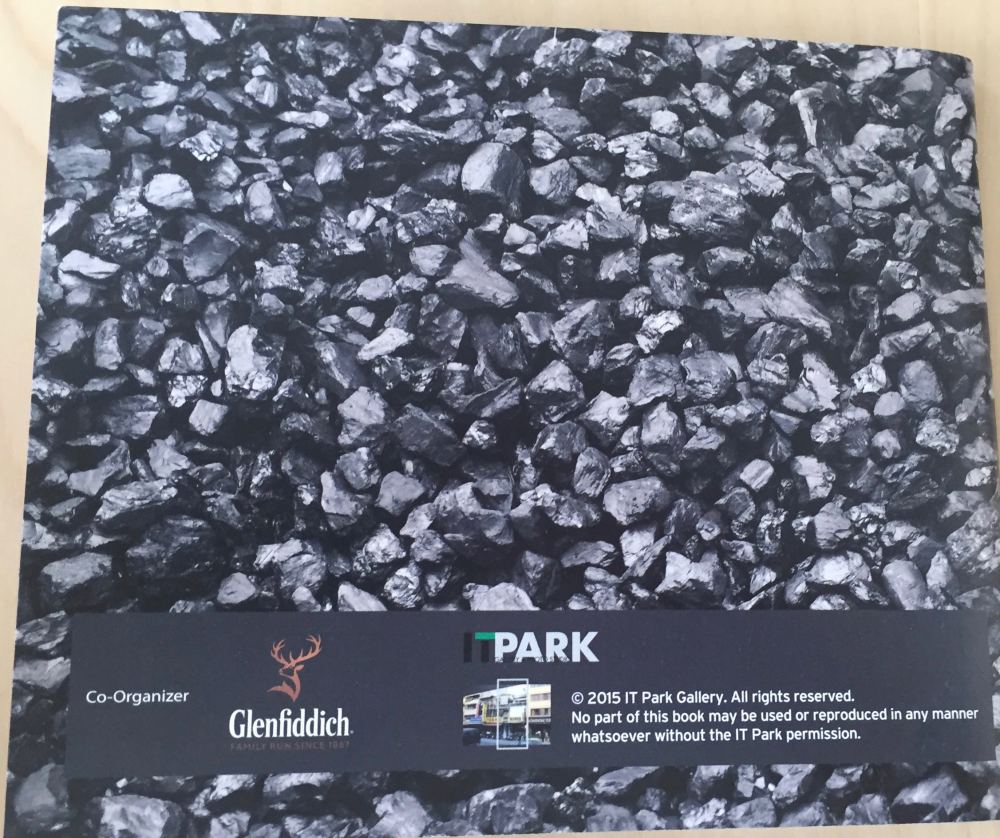 Co-Organizer
Glenfiddich
FAMILY RUN SINCE 1887
ITPARK
© 2015 IT Park Gallery. All rights reserved.
No part of this book may be used or reproduced in any manner
whatsoever without the IT Park permission.